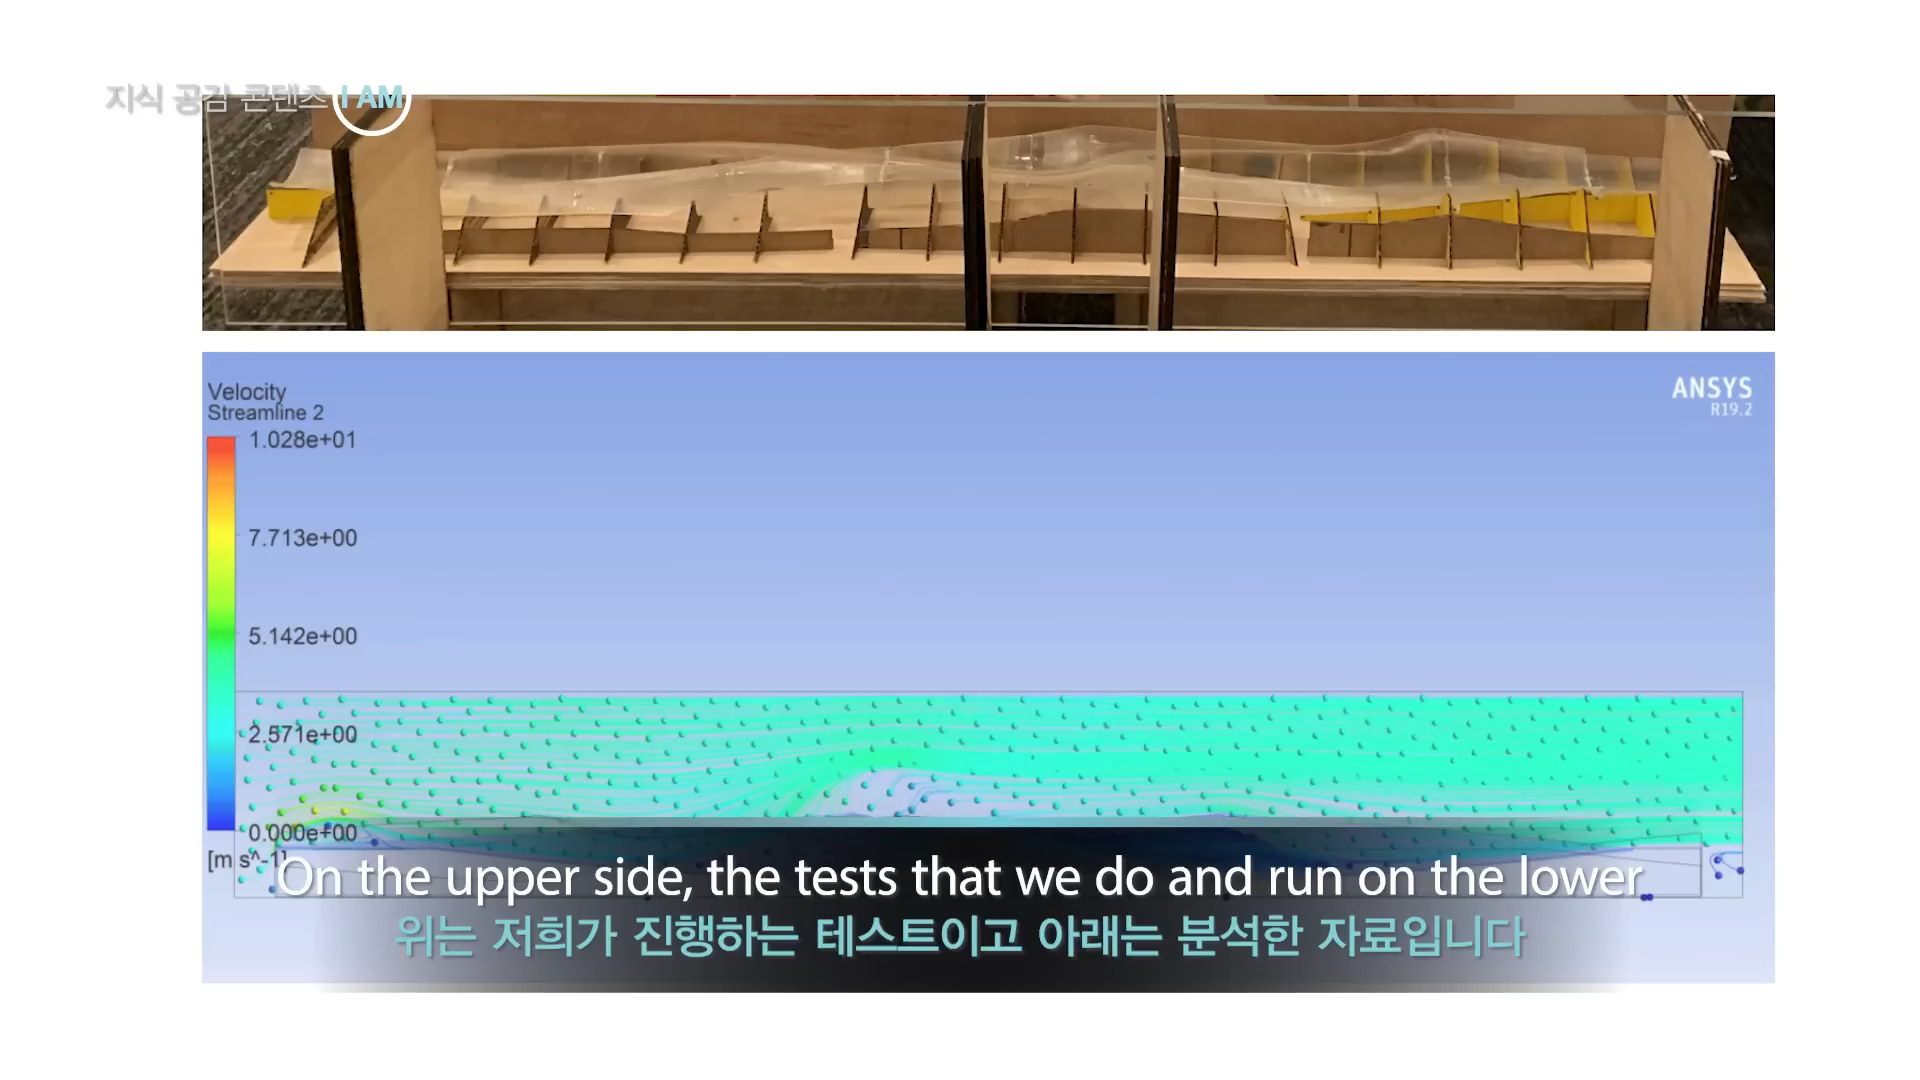 지식 공감 콘텐츠 I AM
Velocity
Streamline 2
ANSYS
R19.2
1.028e+01
7.713e+00
5.142e+00
2.571e+00
0.000e+00
[m s^-1]
On the upper side, the tests that we do and run on the lower
위는 저희가 진행하는 테스트이고 아래는 분석한 자료입니다